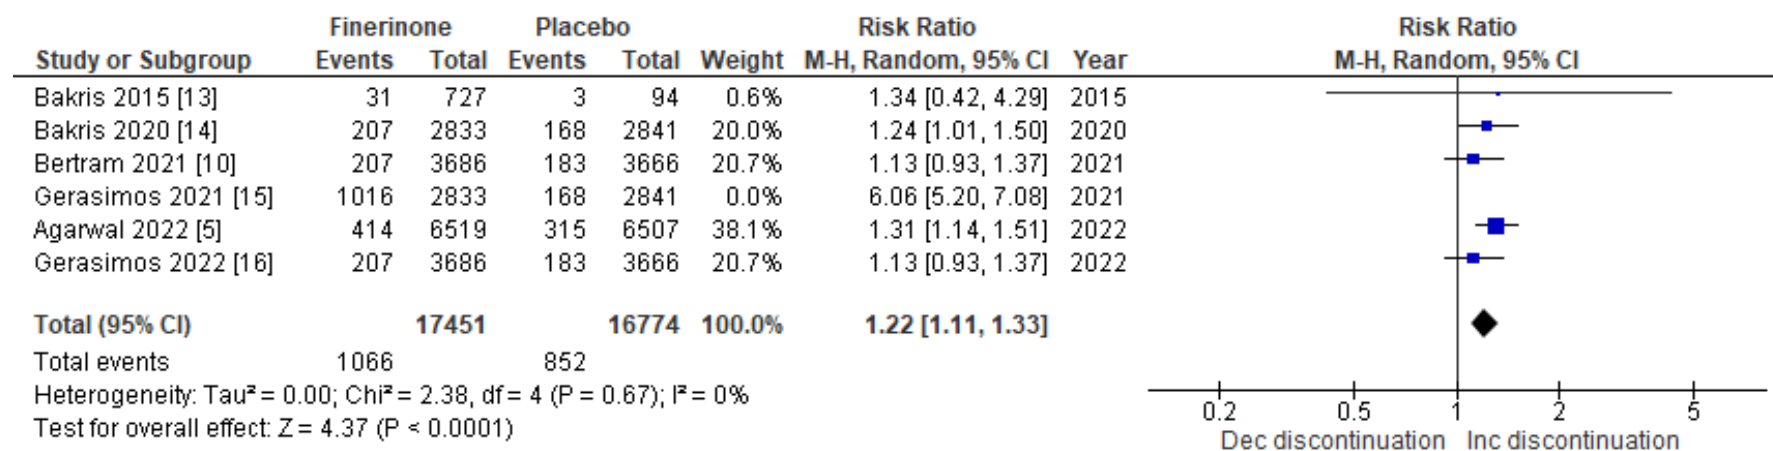 Finerinone Placebo Risk Ratio Risk Ratio
Study or Subgroup Events Total Events Total Weight M-H, Random, 95% CI Year M-H, Random, 95% CI
Bakris 2015 [13] 31 727 3 94 0.6% 1.34 [0.42, 4.29] 2015
Bakris 2020 [14] 207 2833 168 2841 20.0% 1.24 [1.01, 1.50] 2020
Bertram 2021 [10] 207 3686 183 3666 20.7% 1.13 [0.93, 1.37] 2021
Gerasimos 2021 [15] 1016 2833 168 2841 0.0% 6.06 [5.20, 7.08] 2021
Agarwal 2022 [5] 414 6519 315 6507 38.1% 1.31 [1.14, 1.51] 2022
Gerasimos 2022 [16] 207 3686 183 3666 20.7% 1.13 [0.93, 1.37] 2022
Total (95% CI) 17451 16774 100.0% 1.22 [1.11, 1.33]
Total events 1066 852
Heterogeneity: Tau² = 0.00; Chi² = 2.38, df = 4 (P = 0.67); I² = 0%
Test for overall effect: Z = 4.37 (P < 0.0001)
0.2 0.5 1 2 5
Dec discontinuation Inc discontinuation